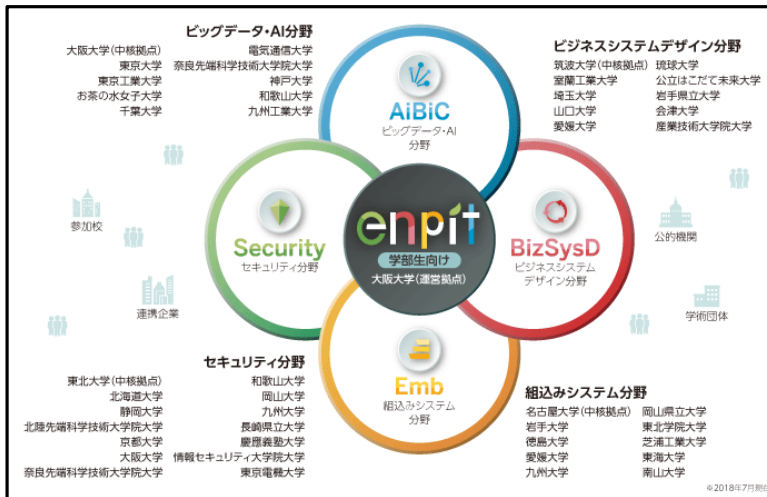 ビッグデータ・AI分野
大阪大学(中核拠点) 電気通信大学
東京大学 奈良先端科学技術大学院大学
東京工業大学 神戸大学
お茶の水女子大学 和歌山大学
千葉大学 九州工業大学
ビジネスシステムデザイン分野
筑波大学(中核拠点) 琉球大学
室蘭工業大学 公立はこだて未来大学
埼玉大学 岩手県立大学
山口大学 会津大学
愛媛大学 産業技術大学院大学
AiBiC
ビッグデータ・AI
分野
参加校
連携企業
Security
セキュリティ分野
enpit
学部生向け
大阪大学(運営拠点)
BizSysD
ビジネスシステム
デザイン分野
公的機関
学術団体
Emb
組込みシステム
分野
セキュリティ分野
東北大学(中核拠点) 和歌山大学
北海道大学 岡山大学
静岡大学 九州大学
北陸先端科学技術大学院大学 長崎県立大学
京都大学 慶應義塾大学
大阪大学 情報セキュリティ大学院大学
奈良先端科学技術大学院大学 東京電機大学
組込みシステム分野
名古屋大学(中核拠点) 岡山県立大学
岩手大学 東北学院大学
徳島大学 芝浦工業大学
愛媛大学 東海大学
九州大学 南山大学
※2018年7月現在